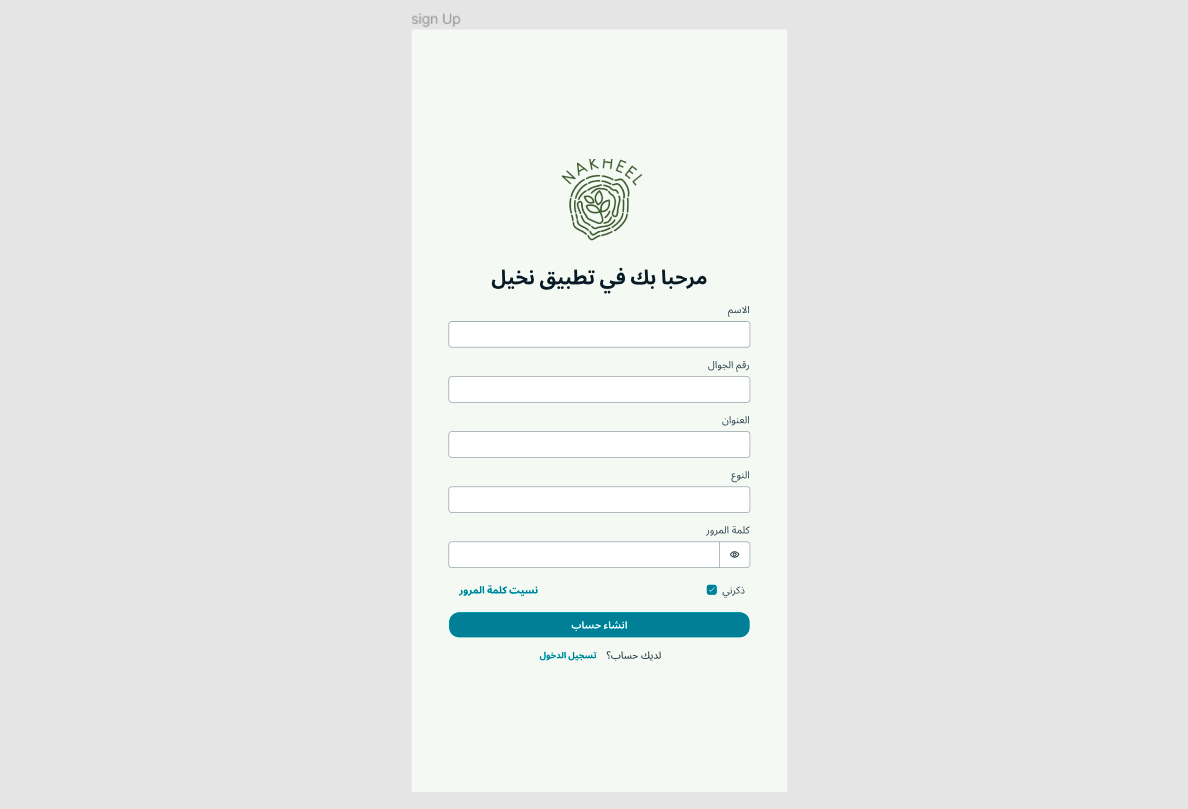 sign Up
NAKHEEL
مرحبا بك في تطبيق نخيل
الاسم
رقم الجوال
العنوان
النوع
كلمة المرور
ذكرني
نسيت كلمة المرور
انشاء حساب
لديك حساب؟ تسجيل الدخول